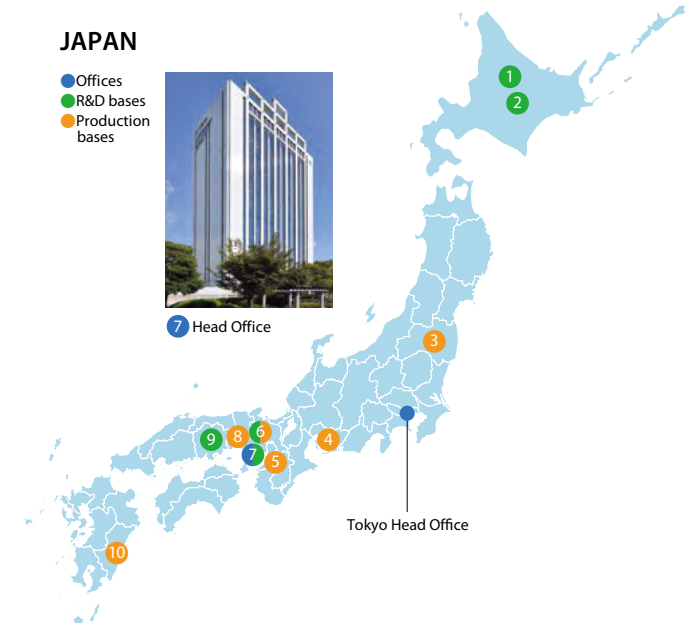 JAPAN
Offices
R&D bases
Production
bases
7 Head Office
1
2
3
4
5
6
7
8
9
10
Tokyo Head Office